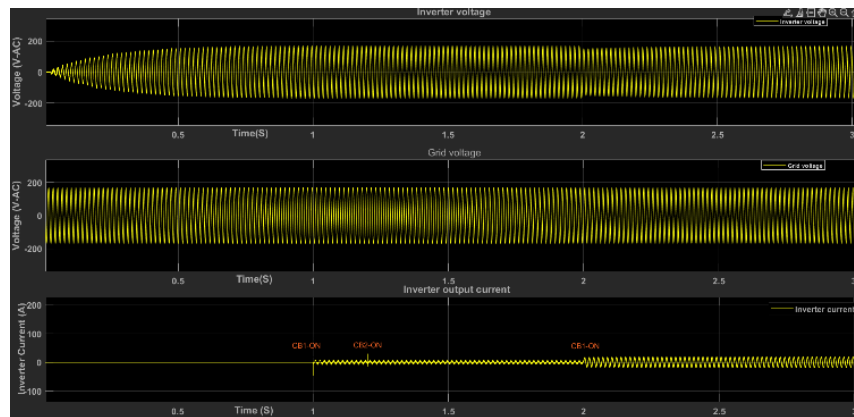 Inverter voltage
Inverter voltage
Voltage (V-AC)
200
0
-200
0.5
Time(S)
1
1.5
2
2.5
3
Grid voltage
Grid voltage
Voltage (V-AC)
200
0
-200
0.5
Time(S)
1
1.5
2
2.5
3
Inverter output current
Inverter current
Inverter Current (A)
200
100
0
-100
CB1-ON
CB2-ON
CB1-ON
0.5
Time (S)
1
1.5
2
2.5
3